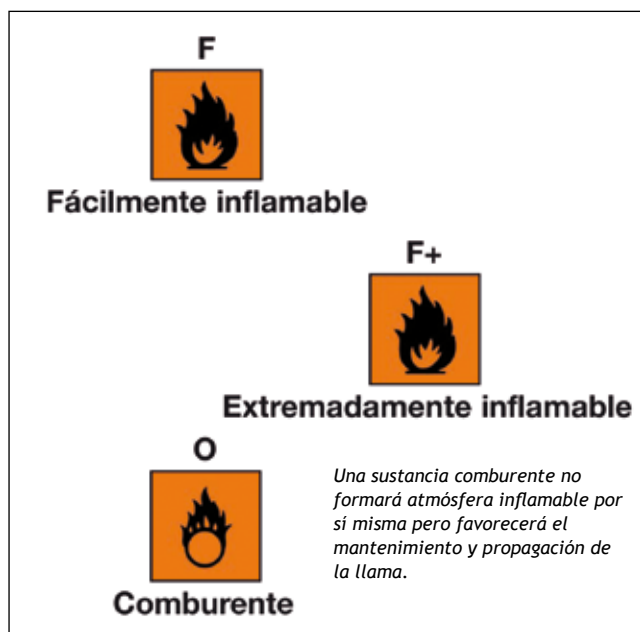 F
Fácilmente inflamable
F+
Extremadamente inflamable
O
Una sustancia comburente no
formará atmósfera inflamable por
sí misma pero favorecerá el
mantenimiento y propagación de
la llama.
Comburente